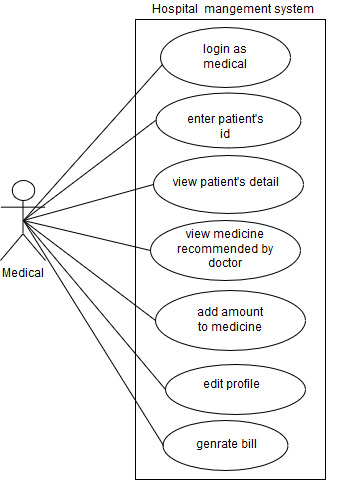 Hospital mangement system
login as
medical
enter patient's
id
view patient's detail
view medicine
recommended by
doctor
Medical
add amount
to medicine
edit profile
genrate bill